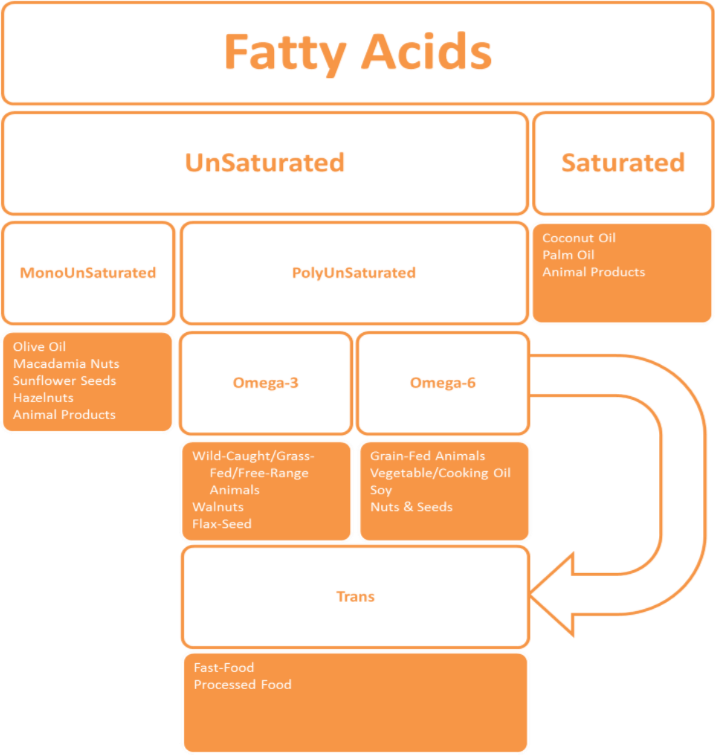 Fatty Acids
UnSaturated
Saturated
MonoUnSaturated
PolyUnSaturated
Coconut Oil
Palm Oil
Animal Products
Olive Oil
Macadamia Nuts
Sunflower Seeds
Hazelnuts
Animal Products
Omega-3
Omega-6
Wild-Caught/Grass-
Fed/Free-Range
Animals
Walnuts
Flax-Seed
Grain-Fed Animals
Vegetable/Cooking Oil
Soy
Nuts & Seeds
Trans
Fast-Food
Processed Food